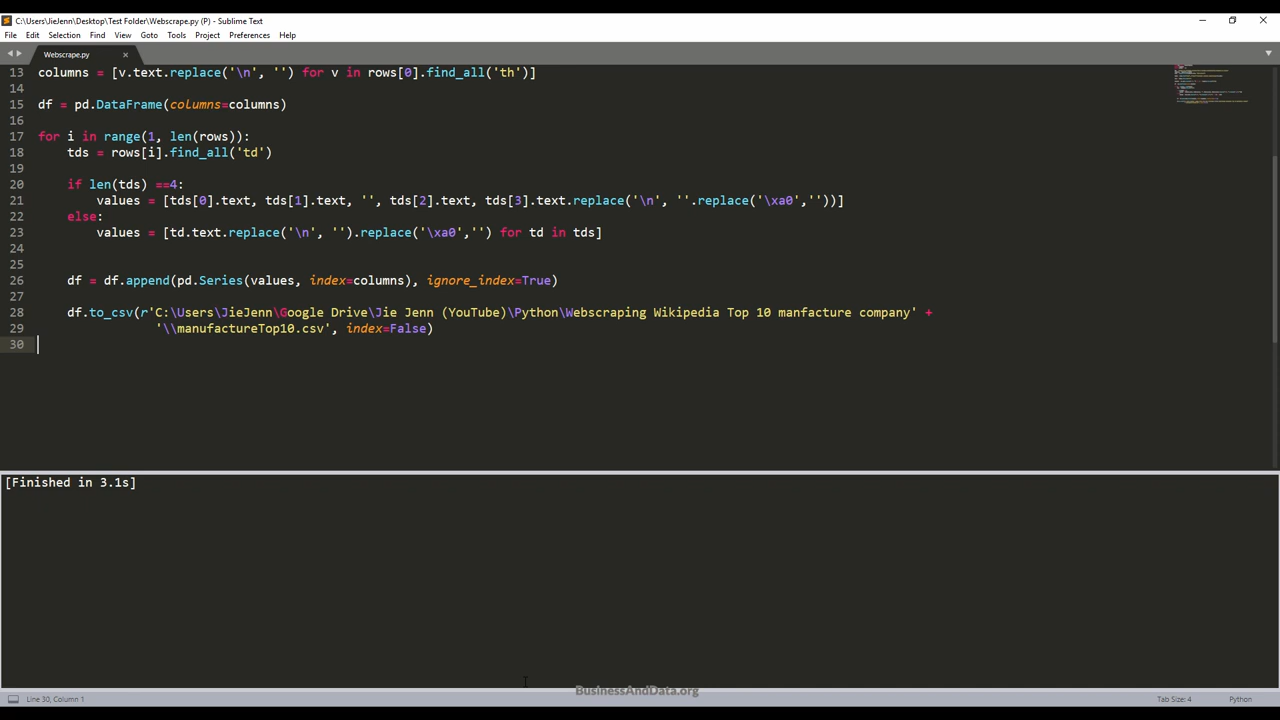 C:\Users\JieJenn\Desktop\Test Folder\Webscrape.py (P) - Sublime Text
File Edit Selection Find View Goto Tools Project Preferences Help
Webscrape.py ×
13 columns = [v.text.replace('\n', '') for v in rows[0].find_all('th')]
14
15 df = pd.DataFrame(columns=columns)
16
17 for i in range(1, len(rows)):
18     tds = rows[i].find_all('td')
19
20     if len(tds) ==4:
21         values = [tds[0].text, tds[1].text, '', tds[2].text, tds[3].text.replace('\n', ''.replace('\xa0',''))]
22     else:
23         values = [td.text.replace('\n', '').replace('\xa0','') for td in tds]
24
25
26     df = df.append(pd.Series(values, index=columns), ignore_index=True)
27
28     df.to_csv(r'C:\Users\JieJenn\Google Drive\Jie Jenn (YouTube)\Python\Webscraping Wikipedia Top 10 manfacture company' +
29                 '\\manufactureTop10.csv', index=False)
30
[Finished in 3.1s]
BusinessAndData.org
Line 30, Column 1 Tab Size: 4 Python